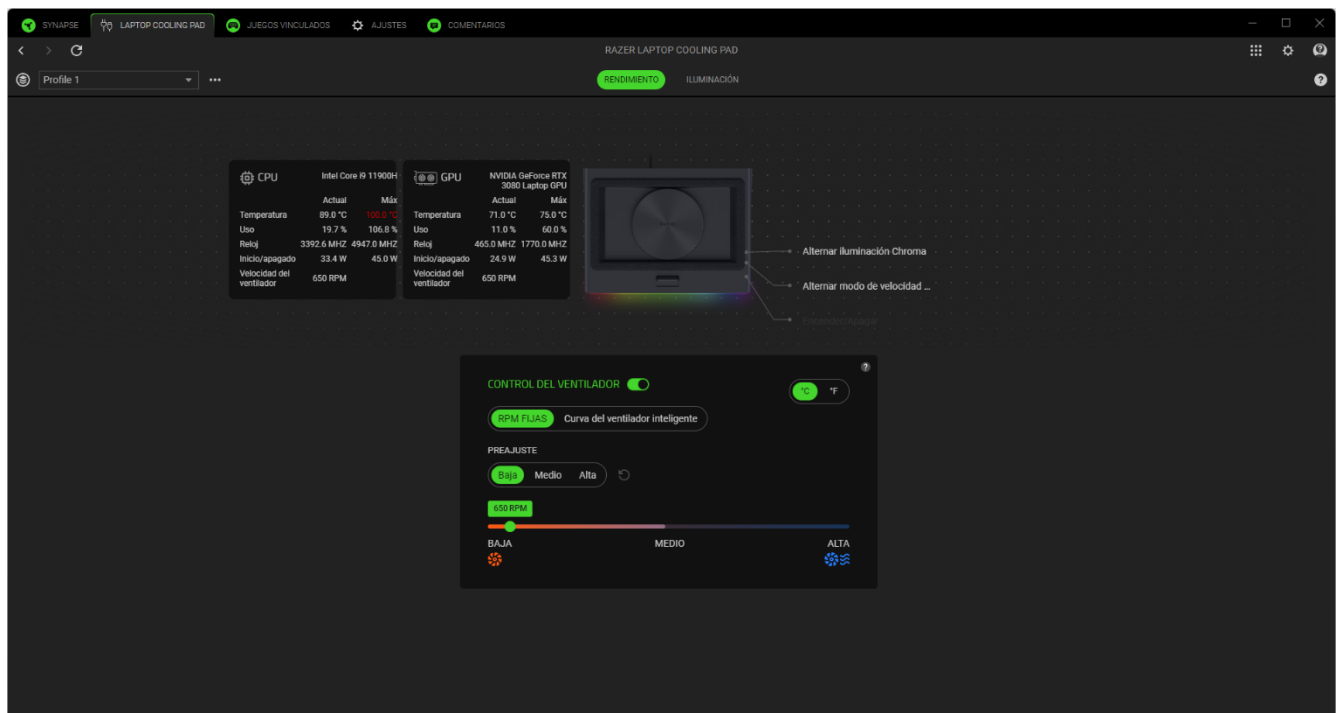 SYNAPSE
LAPTOP COOLING PAD
JUEGOS VINCULADOS
AJUSTES
COMENTARIOS
RAZER LAPTOP COOLING PAD
Profile 1
RENDIMIENTO
ILUMINACIÓN
CPU
Intel Core i9 11900H
Actual Máx
Temperatura 89.0 °C 100.0 °C
Uso 19.7 % 106.8 %
Reloj 3392.6 MHZ 4947.0 MHZ
Inicio/apagado 33.4 W 45.0 W
Velocidad del
ventilador
650 RPM
GPU
NVIDIA GeForce RTX
3080 Laptop GPU
Actual Máx
Temperatura 71.0 °C 75.0 °C
Uso 11.0 % 60.0 %
Reloj 465.0 MHZ 1770.0 MHZ
Inicio/apagado 24.9 W 45.3 W
Velocidad del
ventilador
650 RPM
Alternar iluminación Chroma
Alternar modo de velocidad ...
Encender/Apagar
CONTROL DEL VENTILADOR
°C °F
RPM FIJAS Curva del ventilador inteligente
PREAJUSTE
Baja Medio Alta
650 RPM
BAJA MEDIO ALTA